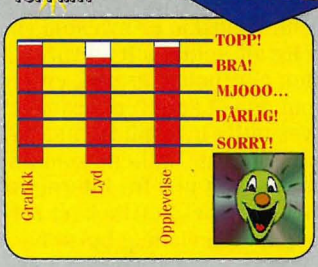 TOPP!
BRA!
MJOOO...
DÅRLIG!
SORRY!
Grafikk
Lyd
Opplevelse